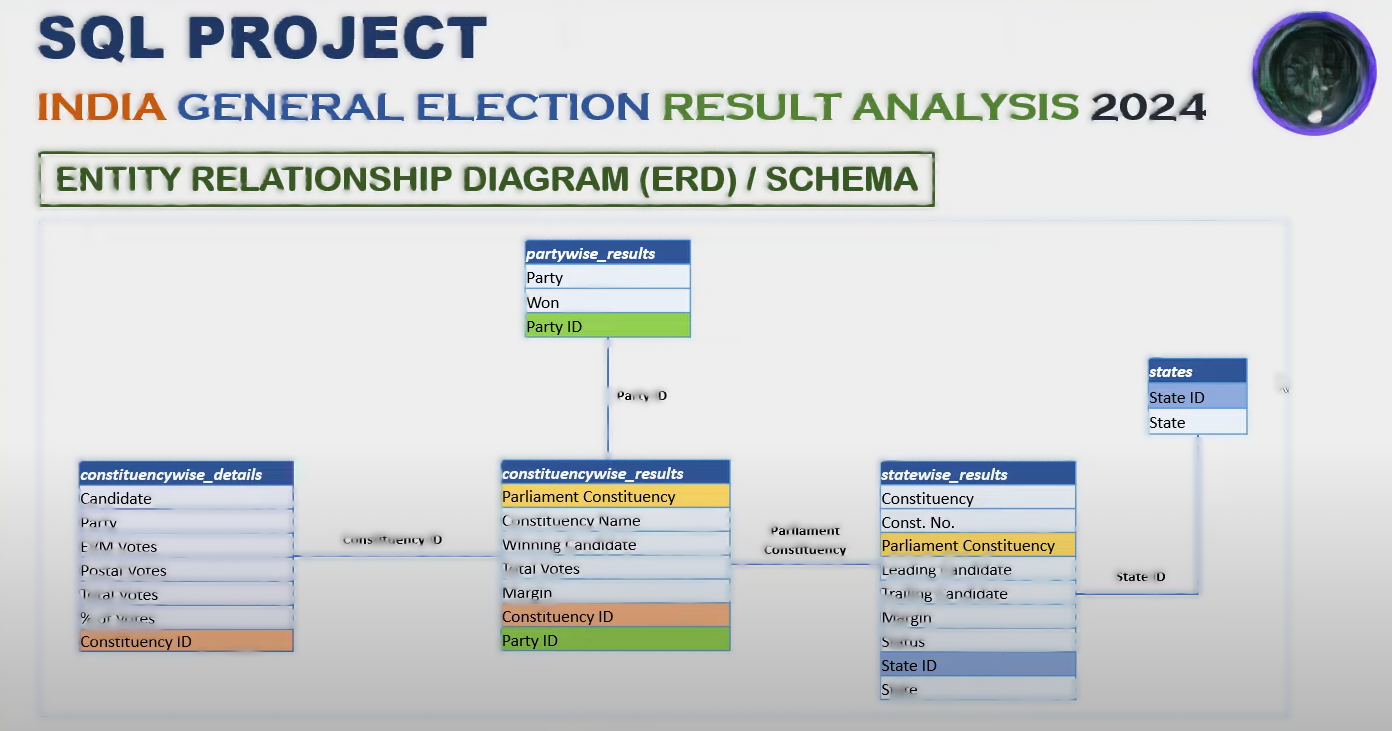 SQL PROJECT
INDIA GENERAL ELECTION RESULT ANALYSIS 2024
ENTITY RELATIONSHIP DIAGRAM (ERD) / SCHEMA
partywise_results
Party
Won
Party ID
Party ID
states
State ID
State
constituencywise_details
Candidate
Party
EVM Votes
Postal Votes
Total Votes
% of Votes
Constituency ID
Constituency ID
constituencywise_results
Parliament Constituency
Constituency Name
Winning Candidate
Total Votes
Margin
Constituency ID
Party ID
Parliament
Constituency
statewise_results
Constituency
Const. No.
Parliament Constituency
Leading Candidate
Trailing Candidate
Margin
Status
State ID
State
State ID